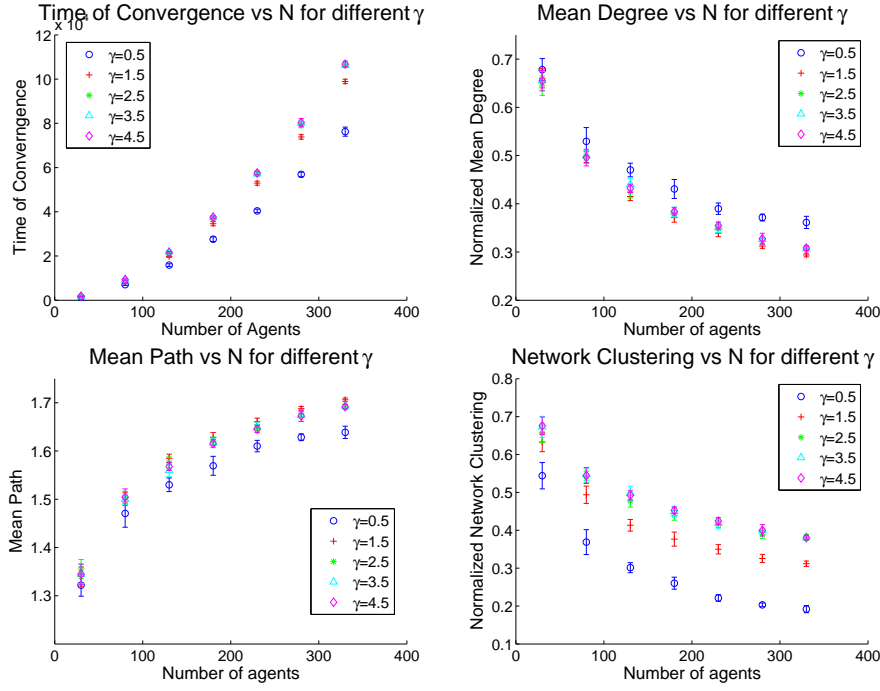 Time of Convergence vs N for different γ
x 10⁴
γ=0.5
γ=1.5
γ=2.5
γ=3.5
γ=4.5
10
8
6
4
2
0
0 100 200 300 400
Time of Converngence
Number of Agents
Mean Degree vs N for different γ
γ=0.5
γ=1.5
γ=2.5
γ=3.5
γ=4.5
0.7
0.6
0.5
0.4
0.3
0.2
0 100 200 300 400
Normalized Mean Degree
Number of agents
Mean Path vs N for different γ
1.7
1.6
1.5
1.4
1.3
γ=0.5
γ=1.5
γ=2.5
γ=3.5
γ=4.5
0 100 200 300 400
Mean Path
Number of agents
Network Clustering vs N for different γ
γ=0.5
γ=1.5
γ=2.5
γ=3.5
γ=4.5
0.8
0.7
0.6
0.5
0.4
0.3
0.2
0.1
0 100 200 300 400
Normalized Network Clustering
Number of agents